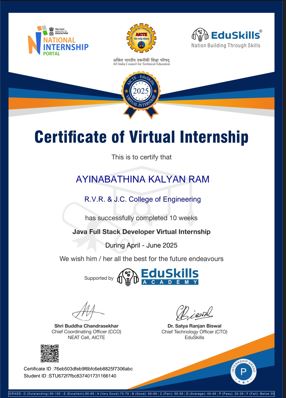 NATIONAL
INTERNSHIP
PORTAL
AICTE
अखिल भारतीय तकनीकी शिक्षा परिषद्
All India Council for Technical Education
EduSkills
Nation Building Through Skills
2025
Certificate of Virtual Internship
This is to certify that
AYINABATHINA KALYAN RAM
R.V.R. & J.C. College of Engineering
has successfully completed 10 weeks
Java Full Stack Developer Virtual Internship
During April - June 2025
We wish him / her all the best for the future endeavours
Supported by
EduSkills
ACADEMY
Shri Buddha Chandrasekhar
Chief Coordinating Officer (CCO)
NEAT Cell, AICTE
Dr. Satya Ranjan Biswal
Chief Technology Officer (CTO)
EduSkills
Certificate ID :
Student ID :
P